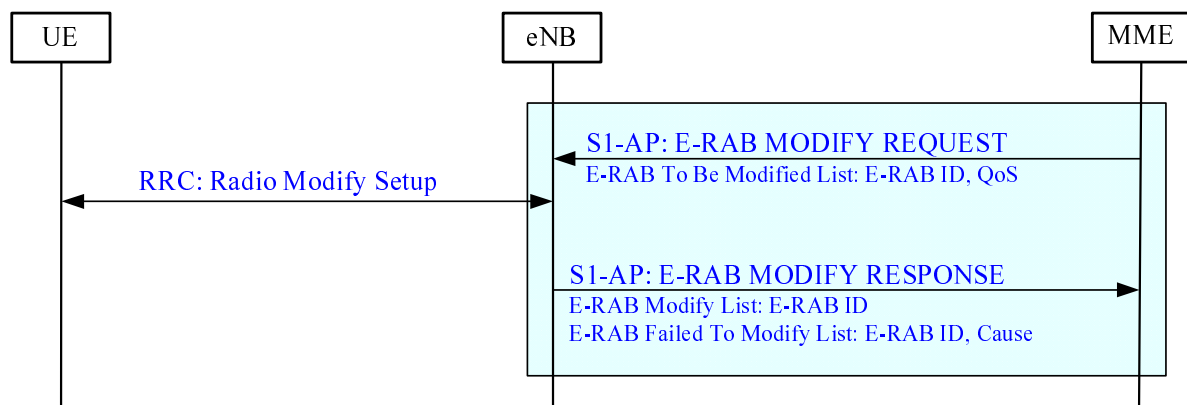 UE
eNB
MME
S1-AP: E-RAB MODIFY REQUEST
E-RAB To Be Modified List: E-RAB ID, QoS
RRC: Radio Modify Setup
S1-AP: E-RAB MODIFY RESPONSE
E-RAB Modify List: E-RAB ID
E-RAB Failed To Modify List: E-RAB ID, Cause